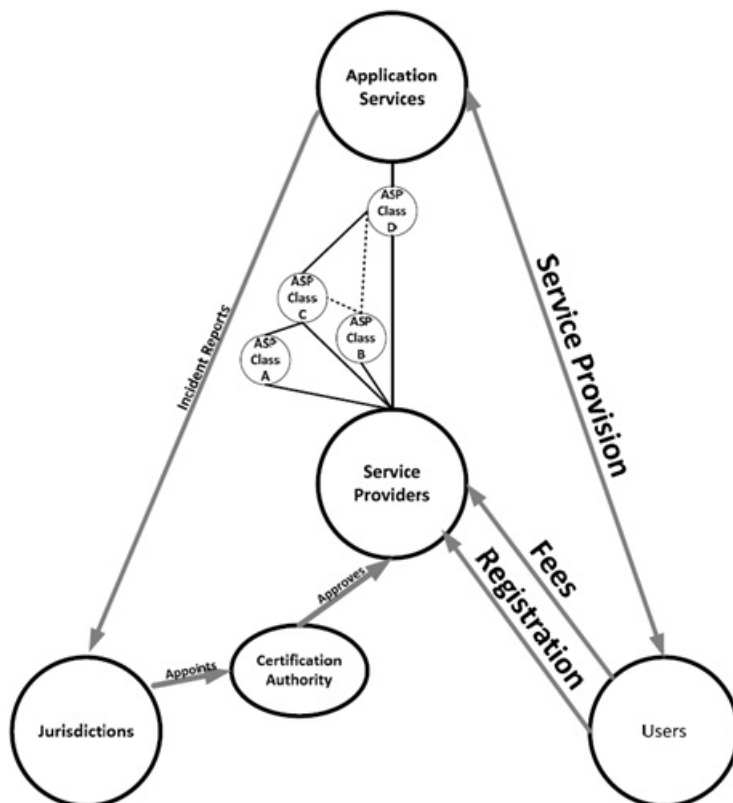 Application
Services
ASP
Class
D
ASP
Class
C
ASP
Class
B
ASP
Class
A
Incident Reports
Service Provision
Service
Providers
Fees
Registration
Approves
Appoints
Certification
Authority
Jurisdictions
Users